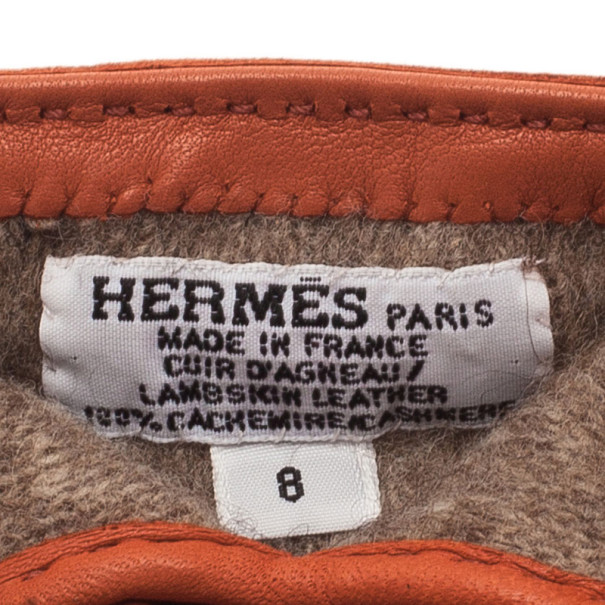 HERMÈS PARIS
MADE IN FRANCE
CUIR D'AGNEAU/
LAMBSKIN LEATHER
100% CACHEMIRE/CASHMERE
8